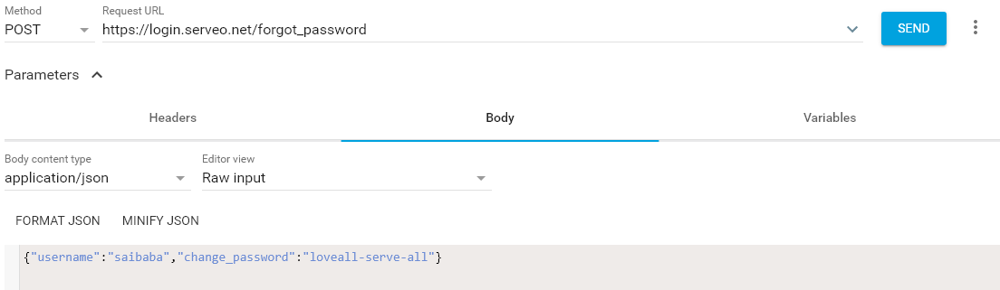 Method Request URL
POST https://login.serveo.net/forgot_password SEND
Parameters
Headers Body Variables
Body content type Editor view
application/json Raw input
FORMAT JSON MINIFY JSON
{"username":"saibaba","change_password":"loveall-serve-all"}